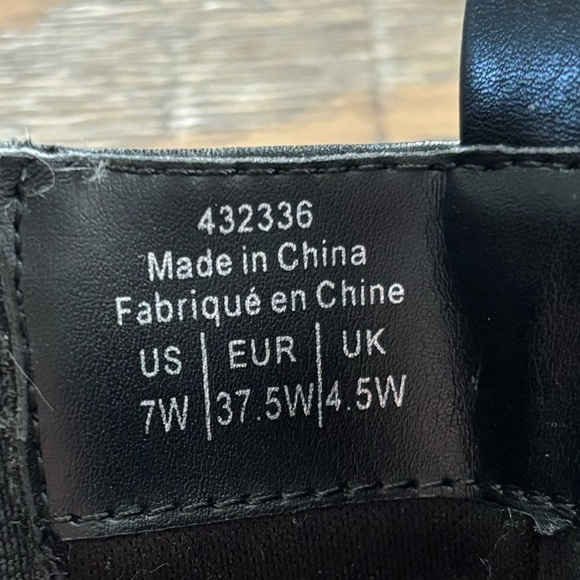 432336
Made in China
Fabriqué en Chine
US | EUR | UK
7W | 37.5W | 4.5W